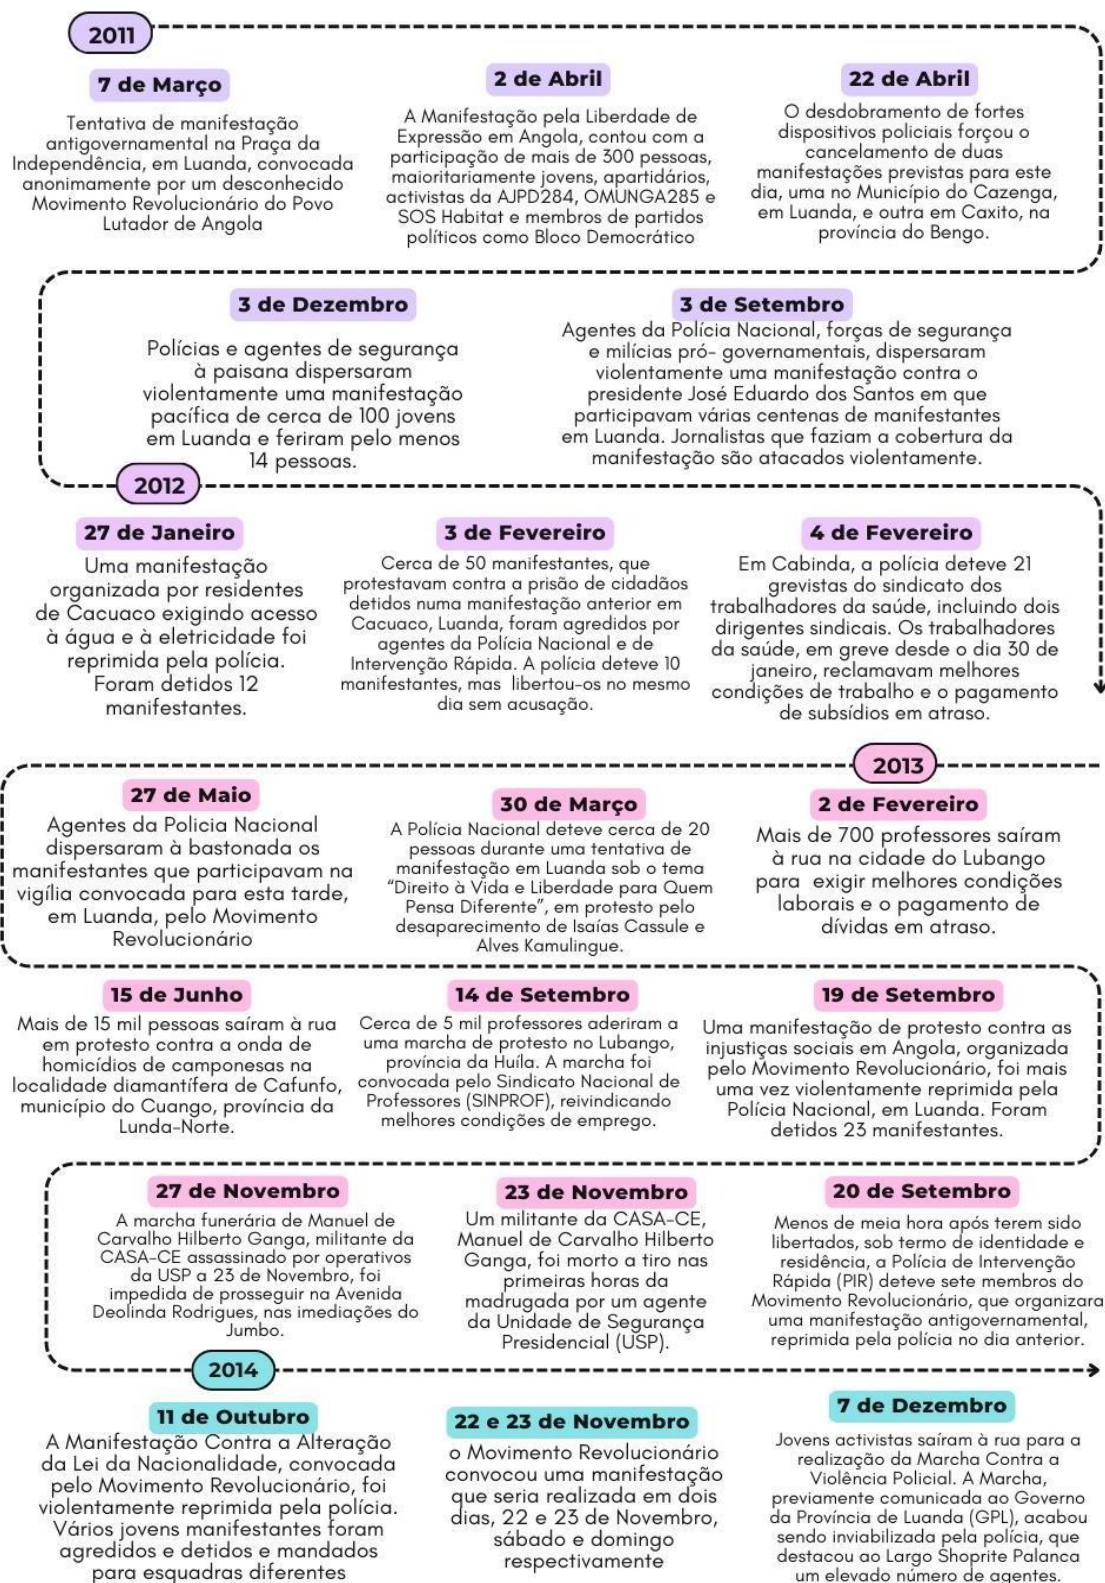 2011
7 de Março
Tentativa de manifestação
antigovernamental na Praça da
Independência, em Luanda, convocada
anonimamente por um desconhecido
Movimento Revolucionário do Povo
Lutador de Angola
2 de Abril
A Manifestação pela Liberdade de
Expressão em Angola, contou com a
participação de mais de 300 pessoas,
maioritariamente jovens, apartidários,
activistas da AJPD284, OMUNGA285 e
SOS Habitat e membros de partidos
políticos como Bloco Democrático
22 de Abril
O desdobramento de fortes
dispositivos policiais forçou o
cancelamento de duas
manifestações previstas para este
dia, uma no Município do Cazenga,
em Luanda, e outra em Caxito, na
província do Bengo.
3 de Setembro
Agentes da Polícia Nacional, forças de segurança
e milícias pró- governamentais, dispersaram
violentamente uma manifestação contra o
presidente José Eduardo dos Santos em que
participavam várias centenas de manifestantes
em Luanda. Jornalistas que faziam a cobertura da
manifestação são atacados violentamente.
3 de Dezembro
Polícias e agentes de segurança
à paisana dispersaram
violentamente uma manifestação
pacífica de cerca de 100 jovens
em Luanda e feriram pelo menos
14 pessoas.
2012
27 de Janeiro
Uma manifestação
organizada por residentes
de Cacuaco exigindo acesso
à água e à eletricidade foi
reprimida pela polícia.
Foram detidos 12
manifestantes.
3 de Fevereiro
Cerca de 50 manifestantes, que
protestavam contra a prisão de cidadãos
detidos numa manifestação anterior em
Cacuaco, Luanda, foram agredidos por
agentes da Polícia Nacional e de
Intervenção Rápida. A polícia deteve 10
manifestantes, mas libertou-os no mesmo
dia sem acusação.
4 de Fevereiro
Em Cabinda, a polícia deteve 21
grevistas do sindicato dos
trabalhadores da saúde, incluindo dois
dirigentes sindicais. Os trabalhadores
da saúde, em greve desde o dia 30 de
janeiro, reclamavam melhores
condições de trabalho e o pagamento
de subsídios em atraso.
2013
2 de Fevereiro
Mais de 700 professores saíram
à rua na cidade do Lubango
para exigir melhores condições
laborais e o pagamento de
dívidas em atraso.
30 de Março
A Polícia Nacional deteve cerca de 20
pessoas durante uma tentativa de
manifestação em Luanda sob o tema
“Direito à Vida e Liberdade para Quem
Pensa Diferente”, em protesto pelo
desaparecimento de Isaías Cassule e
Alves Kamulingue.
27 de Maio
Agentes da Policia Nacional
dispersaram à bastonada os
manifestantes que participavam na
vigília convocada para esta tarde,
em Luanda, pelo Movimento
Revolucionário
15 de Junho
Mais de 15 mil pessoas saíram à rua
em protesto contra a onda de
homicídios de camponesas na
localidade diamantífera de Cafunfo,
município do Cuango, província da
Lunda-Norte.
14 de Setembro
Cerca de 5 mil professores aderiram a
uma marcha de protesto no Lubango,
província da Huíla. A marcha foi
convocada pelo Sindicato Nacional de
Professores (SINPROF), reivindicando
melhores condições de emprego.
19 de Setembro
Uma manifestação de protesto contra as
injustiças sociais em Angola, organizada
pelo Movimento Revolucionário, foi mais
uma vez violentamente reprimida pela
Polícia Nacional, em Luanda. Foram
detidos 23 manifestantes.
20 de Setembro
Menos de meia hora após terem sido
libertados, sob termo de identidade e
residência, a Polícia de Intervenção
Rápida (PIR) deteve sete membros do
Movimento Revolucionário, que organizara
uma manifestação antigovernamental,
reprimida pela polícia no dia anterior.
23 de Novembro
Um militante da CASA-CE,
Manuel de Carvalho Hilberto
Ganga, foi morto a tiro nas
primeiras horas da
madrugada por um agente
da Unidade de Segurança
Presidencial (USP).
27 de Novembro
A marcha funerária de Manuel de
Carvalho Hilberto Ganga, militante da
CASA-CE assassinado por operativos
da USP a 23 de Novembro, foi
impedida de prosseguir na Avenida
Deolinda Rodrigues, nas imediações do
Jumbo.
2014
11 de Outubro
A Manifestação Contra a Alteração
da Lei da Nacionalidade, convocada
pelo Movimento Revolucionário, foi
violentamente reprimida pela polícia.
Vários jovens manifestantes foram
agredidos e detidos e mandados
para esquadras diferentes
22 e 23 de Novembro
o Movimento Revolucionário
convocou uma manifestação
que seria realizada em dois
dias, 22 e 23 de Novembro,
sábado e domingo
respectivamente
7 de Dezembro
Jovens activistas saíram à rua para a
realização da Marcha Contra a
Violência Policial. A Marcha,
previamente comunicada ao Governo
da Província de Luanda (GPL), acabou
sendo inviabilizada pela polícia, que
destacou ao Largo Shoprite Palanca
um elevado número de agentes.